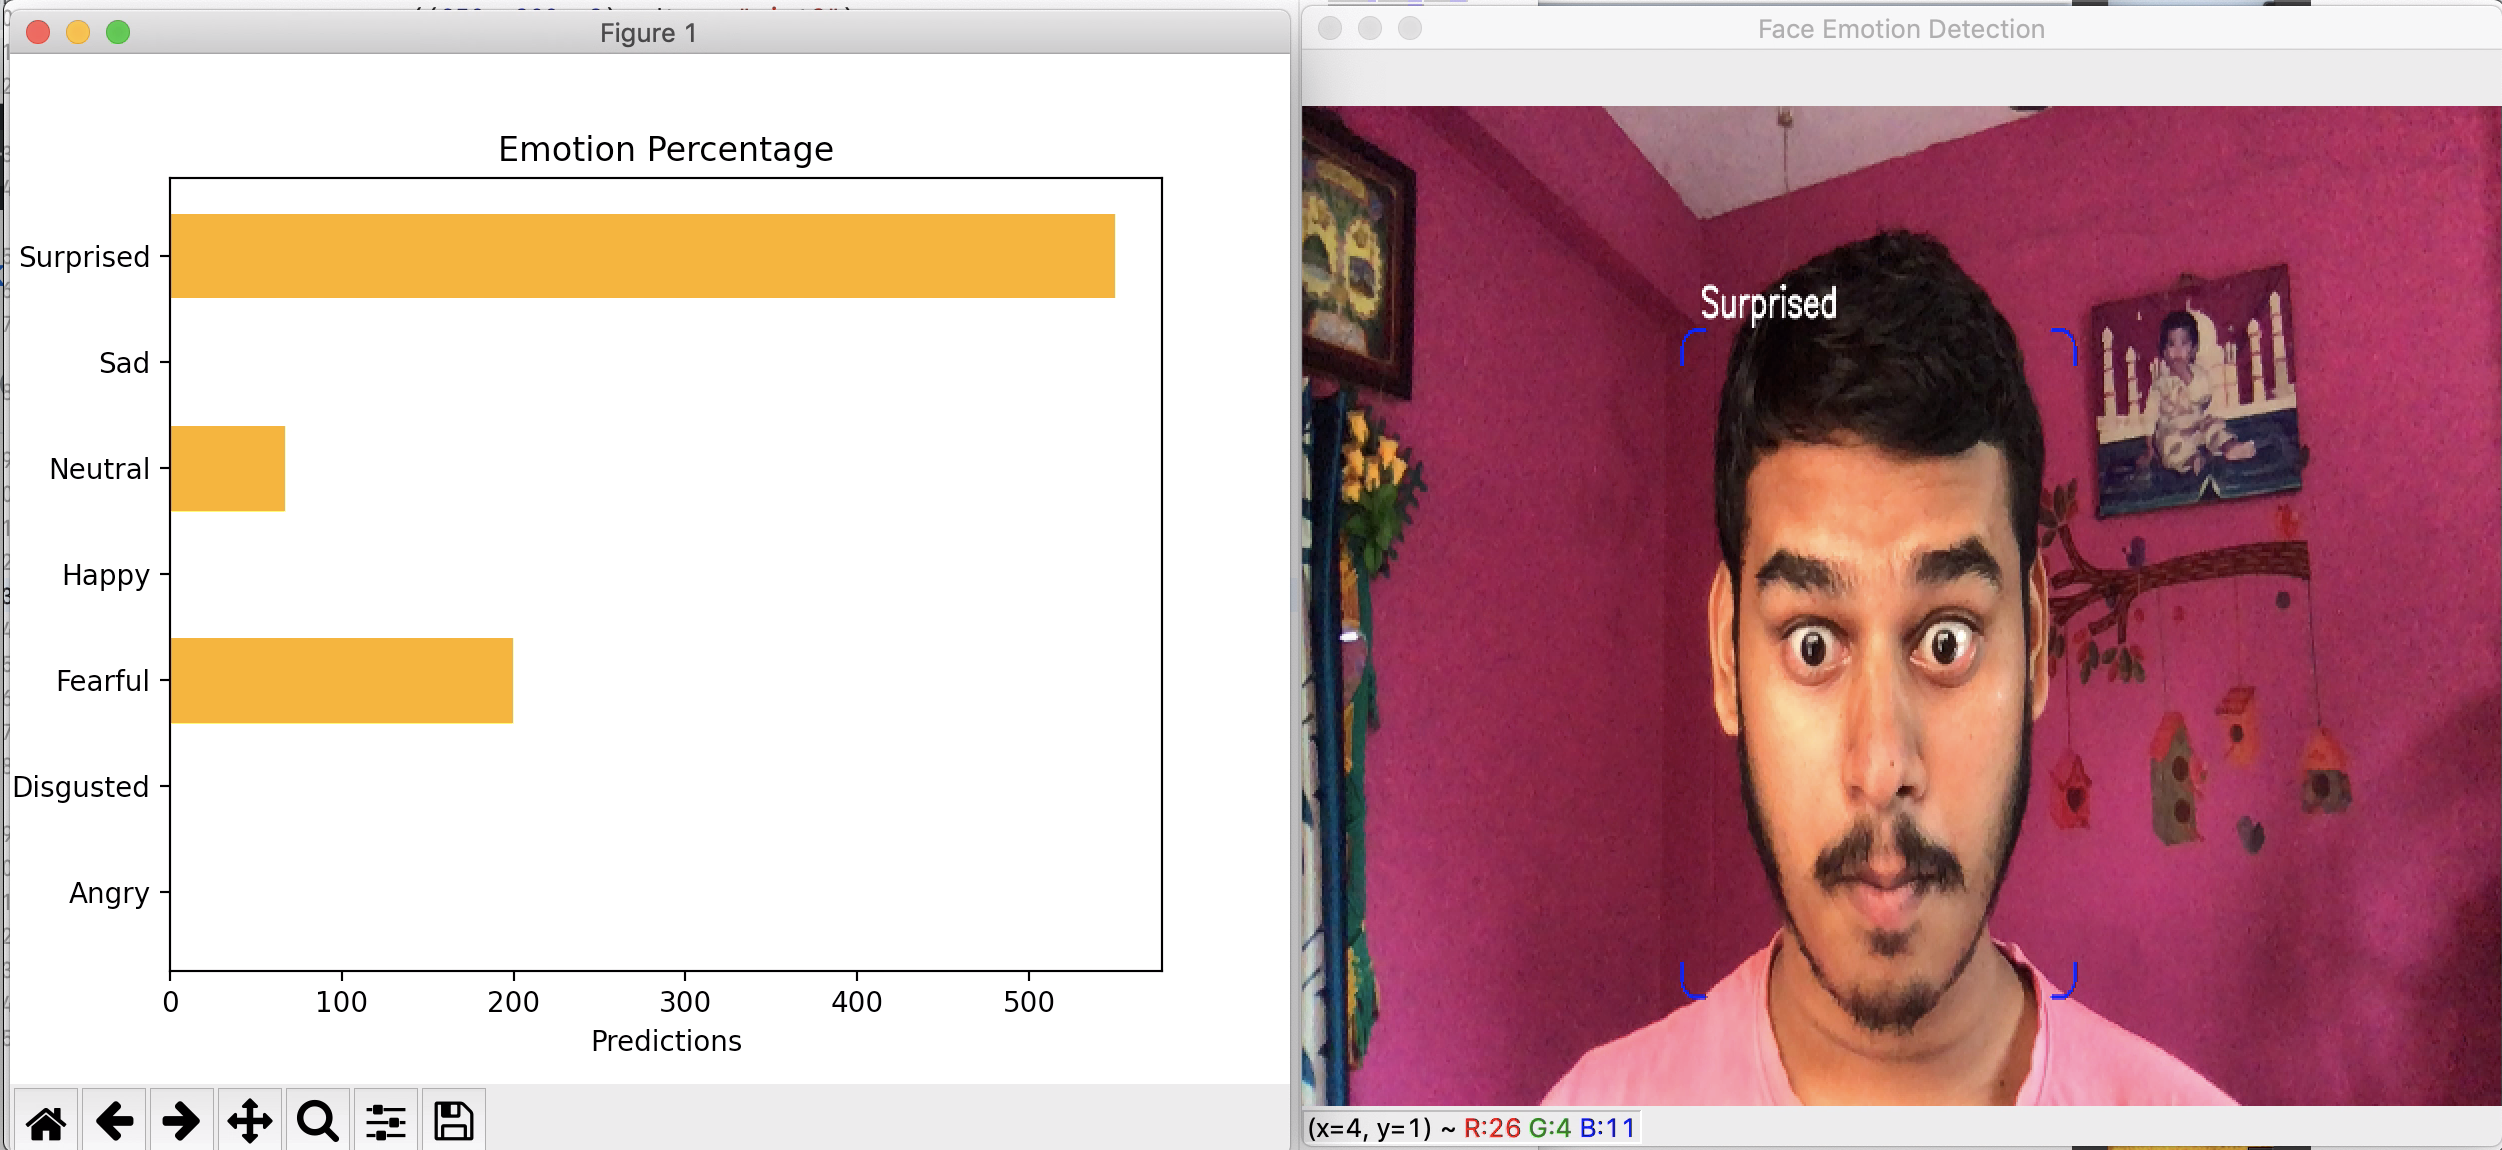 Figure 1
Emotion Percentage
Surprised
Sad
Neutral
Happy
Fearful
Disgusted
Angry
0 100 200 300 400 500
Predictions
Face Emotion Detection
Surprised
(x=4, y=1) ~ R:26 G:4 B:11